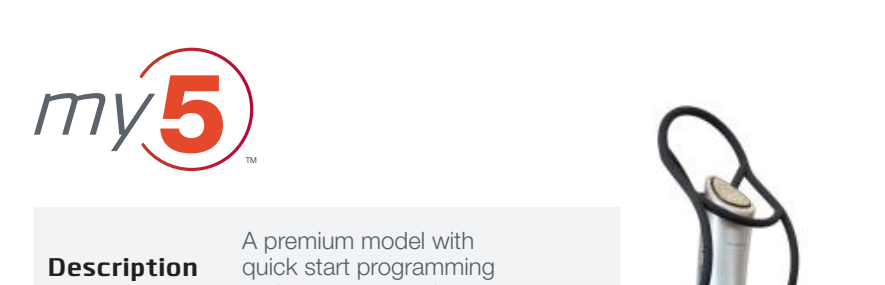 my5
TM
Description
A premium model with
quick start programming